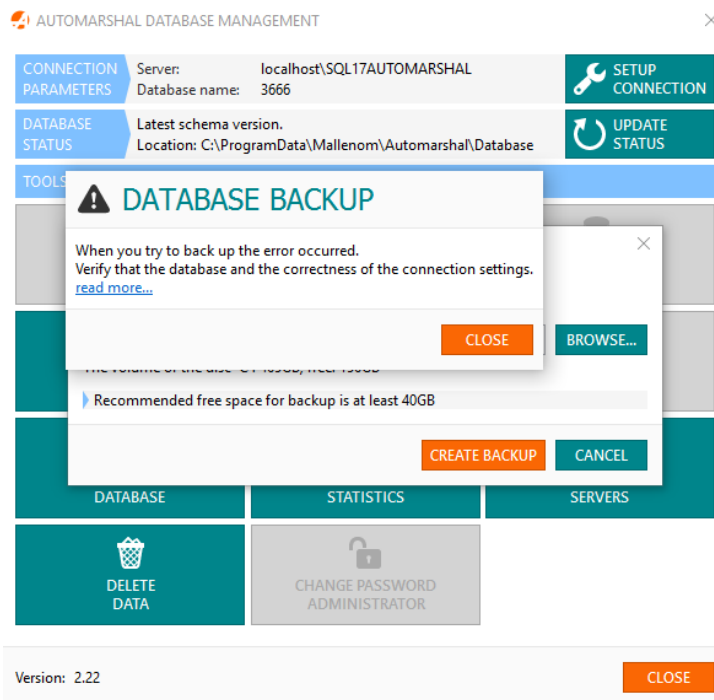 AUTOMARSHAL DATABASE MANAGEMENT
CONNECTION PARAMETERS
Server: localhost\SQL17AUTOMARSHAL
Database name: 3666
SETUP CONNECTION
DATABASE STATUS
Latest schema version.
Location: C:\ProgramData\Mallenom\Automarshal\Database
UPDATE STATUS
TOOLS
DATABASE BACKUP
When you try to back up the error occurred.
Verify that the database and the correctness of the connection settings.
read more...
CLOSE
BROWSE...
Recommended free space for backup is at least 40GB
CREATE BACKUP
CANCEL
DATABASE
STATISTICS
SERVERS
DELETE DATA
CHANGE PASSWORD ADMINISTRATOR
Version: 2.22
CLOSE